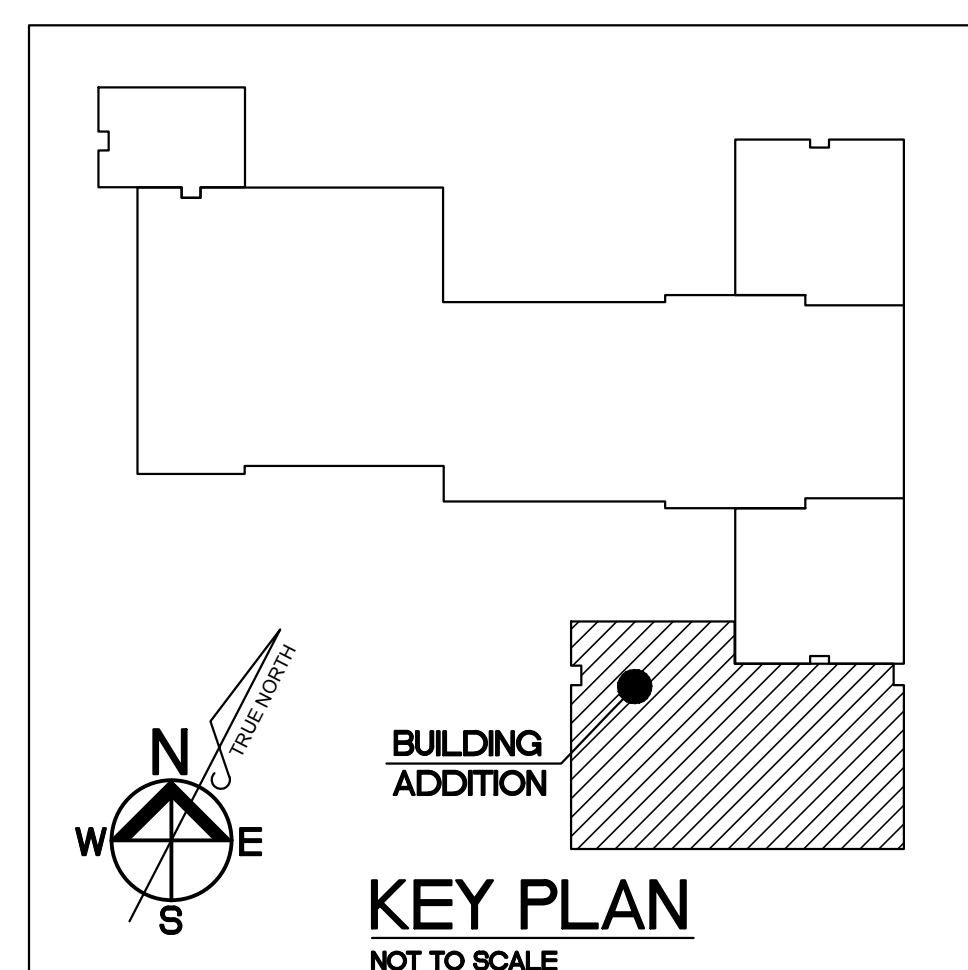 TRUE NORTH
N
W
E
S
BUILDING
ADDITION
KEY PLAN
NOT TO SCALE